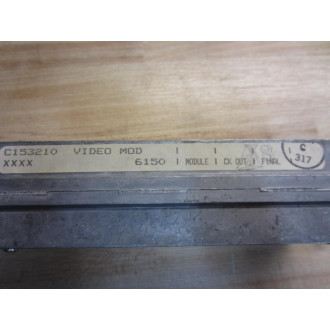 C153210 VIDEO MOD
XXXX 6150 | MODULE | CK OUT | FINAL |
C
317